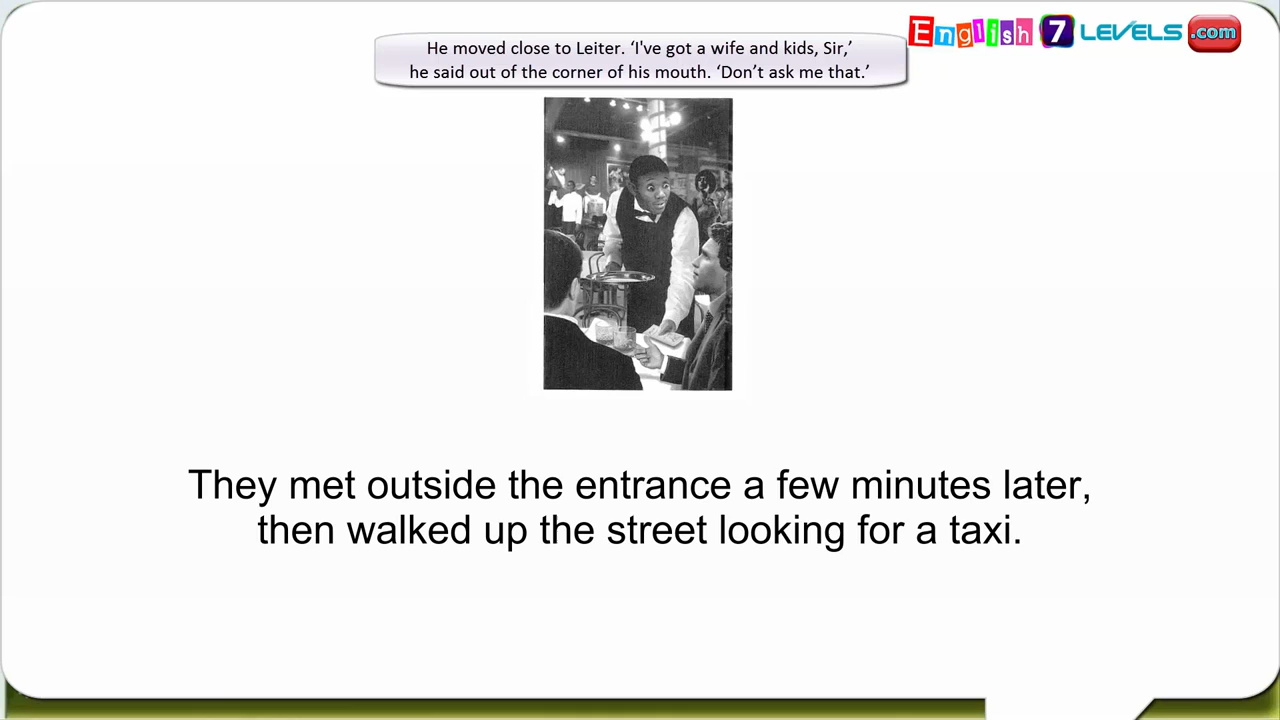 English 7 LEVELS .com
He moved close to Leiter. ‘I've got a wife and kids, Sir,’
he said out of the corner of his mouth. ‘Don’t ask me that.’
They met outside the entrance a few minutes later,
then walked up the street looking for a taxi.